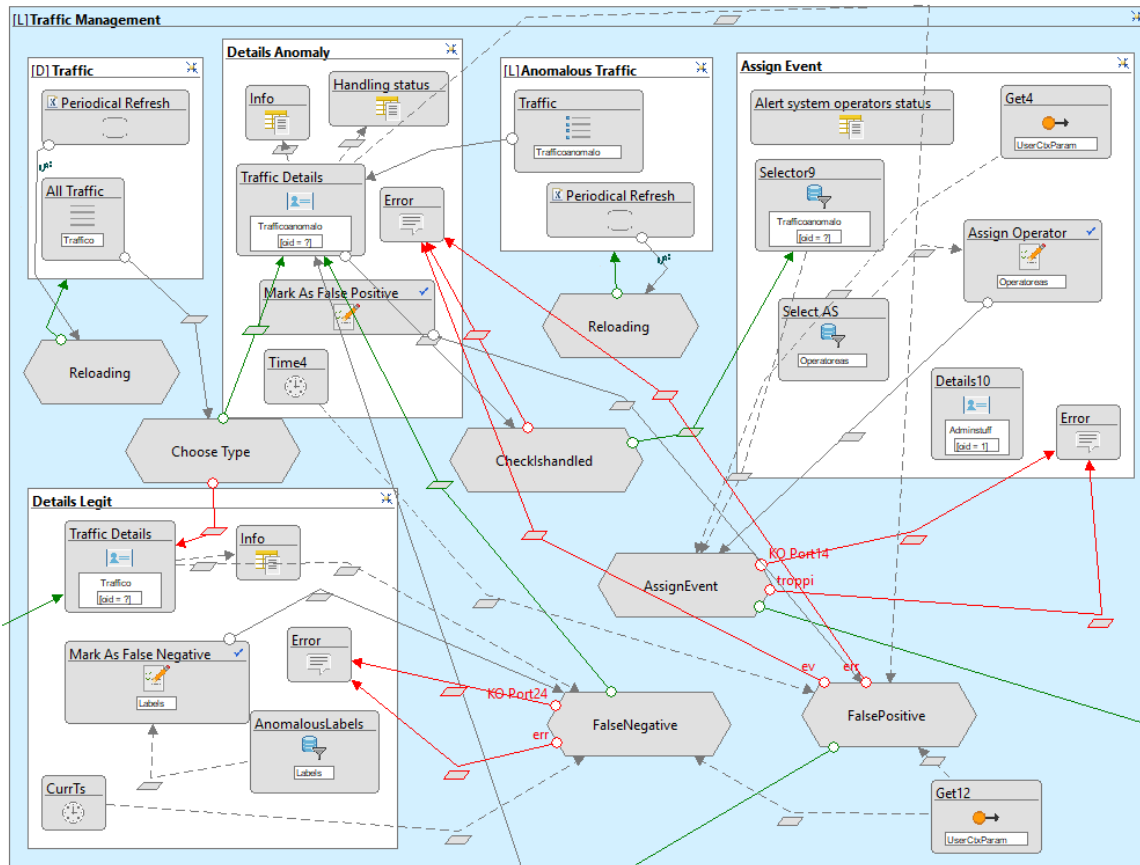 [L]Traffic Management
[D] Traffic
Periodical Refresh
All Traffic
Traffico
Reloading
Choose Type
Details Anomaly
Info
Handling status
Traffic Details
Trafficoanomalo
[oid = ?]
Error
Mark As False Positive
Time4
[L]Anomalous Traffic
Traffic
Trafficoanomalo
Periodical Refresh
Reloading
CheckIshandled
Assign Event
Alert system operators status
Get4
UserCtxParam
Selector9
Trafficoanomalo
[oid = ?]
Assign Operator
Operatoreas
Select AS
Operatoreas
Details10
Adminstuff
[oid = 1]
Error
Details Legit
Traffic Details
Traffico
[oid = ?]
Info
Mark As False Negative
Labels
Error
AnomalousLabels
Labels
CurrTs
KO Port14
troppi
AssignEvent
KO Port24
err
FalseNegative
ev
err
FalsePositive
Get12
UserCtxParam